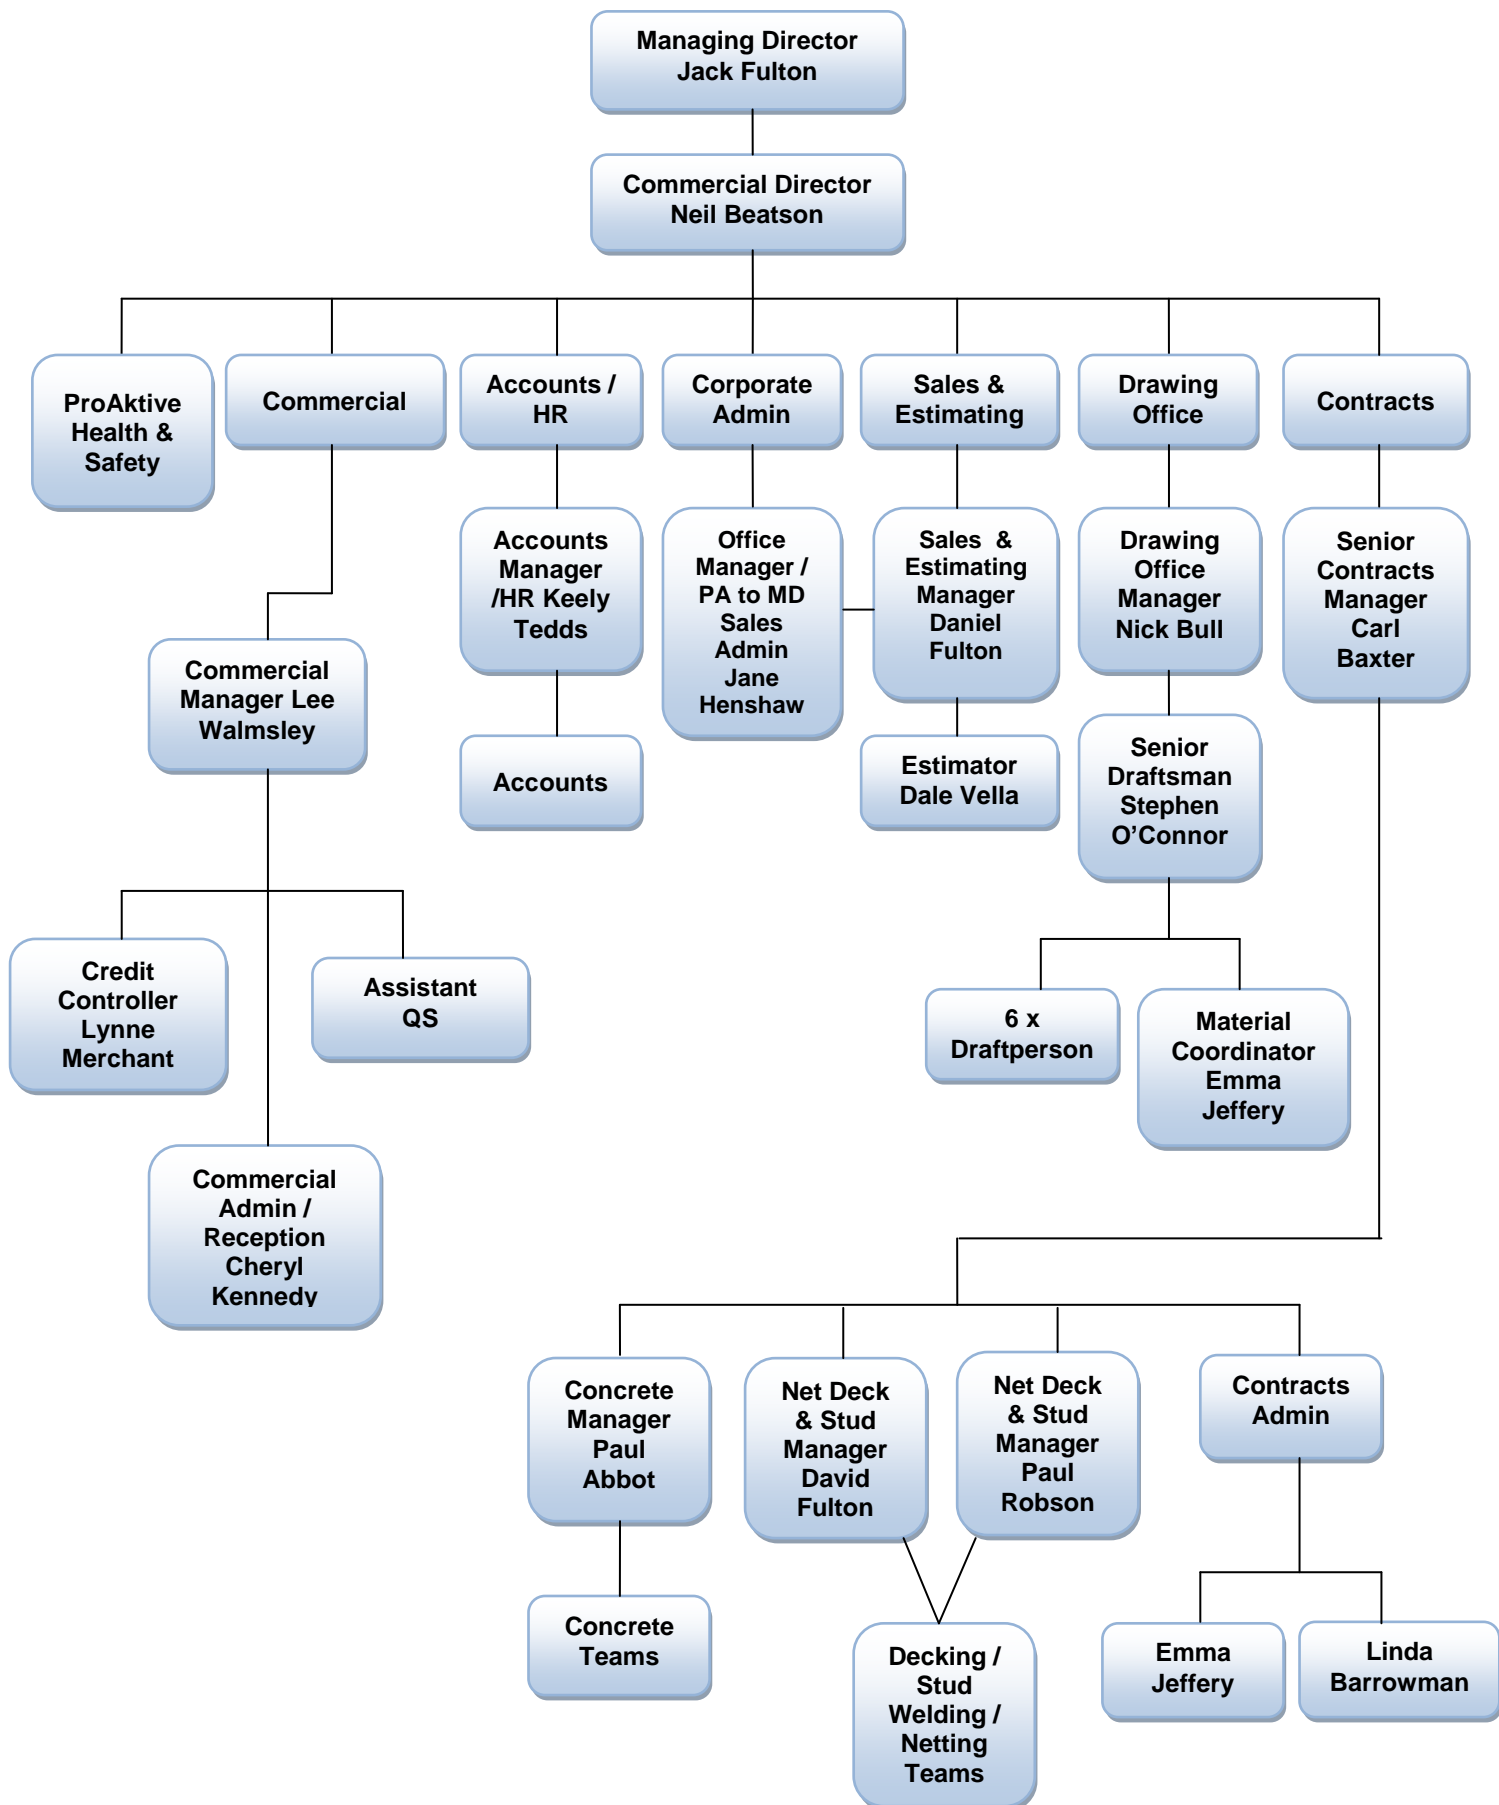 Managing Director
Jack Fulton
Commercial Director
Neil Beatson
ProAktive
Health &
Safety
Commercial
Accounts /
HR
Corporate
Admin
Sales &
Estimating
Drawing
Office
Contracts
Accounts
Manager
/HR Keely
Tedds
Office
Manager /
PA to MD
Sales
Admin
Jane
Henshaw
Sales &
Estimating
Manager
Daniel
Fulton
Drawing
Office
Manager
Nick Bull
Senior
Contracts
Manager
Carl
Baxter
Commercial
Manager Lee
Walmsley
Accounts
Estimator
Dale Vella
Senior
Draftsman
Stephen
O’Connor
Credit
Controller
Lynne
Merchant
Assistant
QS
6 x
Draftperson
Material
Coordinator
Emma
Jeffery
Commercial
Admin /
Reception
Cheryl
Kennedy
Concrete
Manager
Paul
Abbot
Net Deck
& Stud
Manager
David
Fulton
Net Deck
& Stud
Manager
Paul
Robson
Contracts
Admin
Concrete
Teams
Decking /
Stud
Welding /
Netting
Teams
Emma
Jeffery
Linda
Barrowman